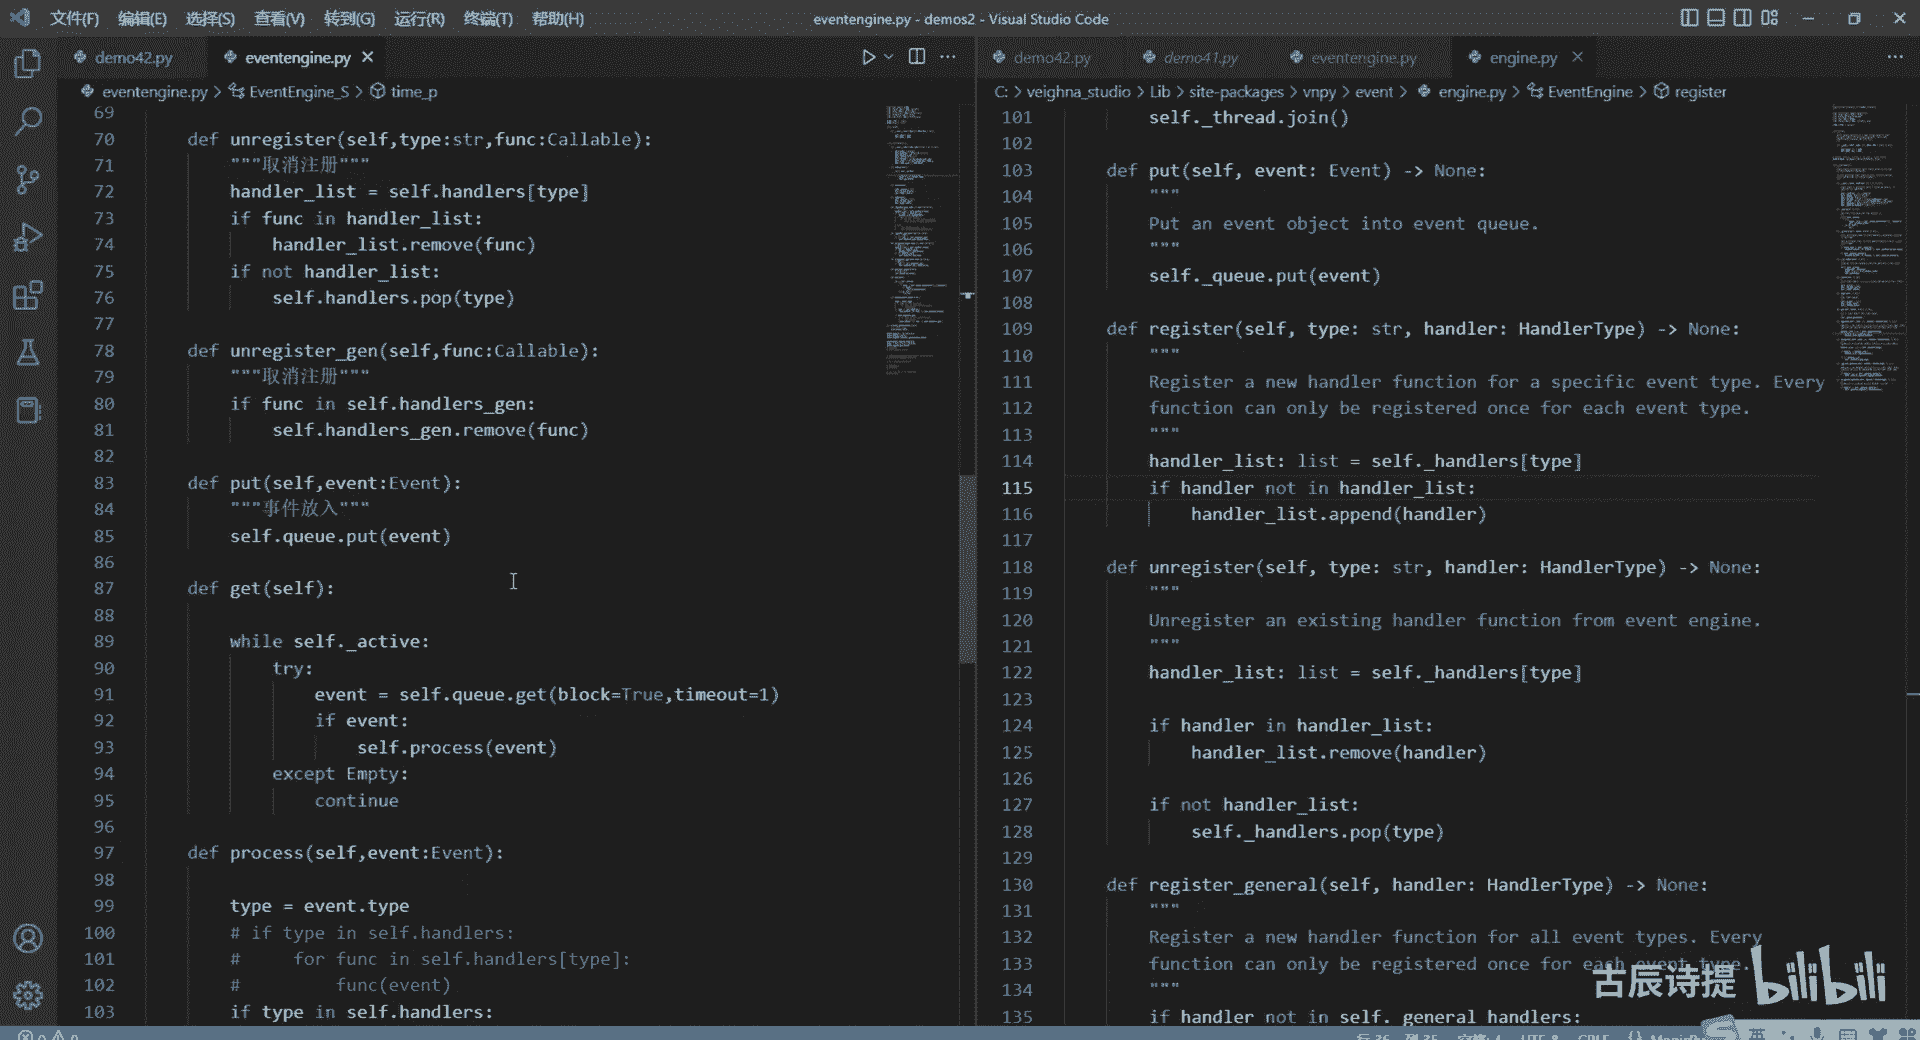 文件(F) 编辑(E) 选择(S) 查看(V) 转到(G) 运行(R) 终端(T) 帮助(H)
eventengine.py - demos2 - Visual Studio Code
demo42.py
eventengine.py
eventengine.py > EventEngine_S > time_p
69
70 def unregister(self,type:str,func:Callable):
71 """取消注册"""
72 handler_list = self.handlers[type]
73 if func in handler_list:
74 handler_list.remove(func)
75 if not handler_list:
76 self.handlers.pop(type)
77
78 def unregister_gen(self,func:Callable):
79 """取消注册"""
80 if func in self.handlers_gen:
81 self.handlers_gen.remove(func)
82
83 def put(self,event:Event):
84 """事件放入"""
85 self.queue.put(event)
86
87 def get(self):
88
89 while self._active:
90 try:
91 event = self.queue.get(block=True,timeout=1)
92 if event:
93 self.process(event)
94 except Empty:
95 continue
96
97 def process(self,event:Event):
98
99 type = event.type
100 # if type in self.handlers:
101 # for func in self.handlers[type]:
102 # func(event)
103 if type in self.handlers:
demo42.py
demo41.py
eventengine.py
engine.py
C: > veighna_studio > Lib > site-packages > vnpy > event > engine.py > EventEngine > register
101 self._thread.join()
102
103 def put(self, event: Event) -> None:
104 """
105 Put an event object into event queue.
106 """
107 self._queue.put(event)
108
109 def register(self, type: str, handler: HandlerType) -> None:
110 """
111 Register a new handler function for a specific event type. Every
112 function can only be registered once for each event type.
113 """
114 handler_list: list = self._handlers[type]
115 if handler not in handler_list:
116 handler_list.append(handler)
117
118 def unregister(self, type: str, handler: HandlerType) -> None:
119 """
120 Unregister an existing handler function from event engine.
121 """
122 handler_list: list = self._handlers[type]
123
124 if handler in handler_list:
125 handler_list.remove(handler)
126
127 if not handler_list:
128 self._handlers.pop(type)
129
130 def register_general(self, handler: HandlerType) -> None:
131 """
132 Register a new handler function for all event types. Every
133 function can only be registered once for each event type.
134 """
135 if handler not in self._general_handlers:
古辰诗提 bilibili